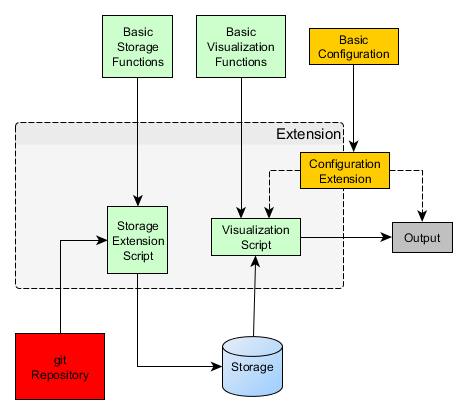 Basic
Storage
Functions
Basic
Visualization
Functions
Basic
Configuration
Extension
Configuration
Extension
Storage
Extension
Script
Visualization
Script
Output
git
Repository
Storage